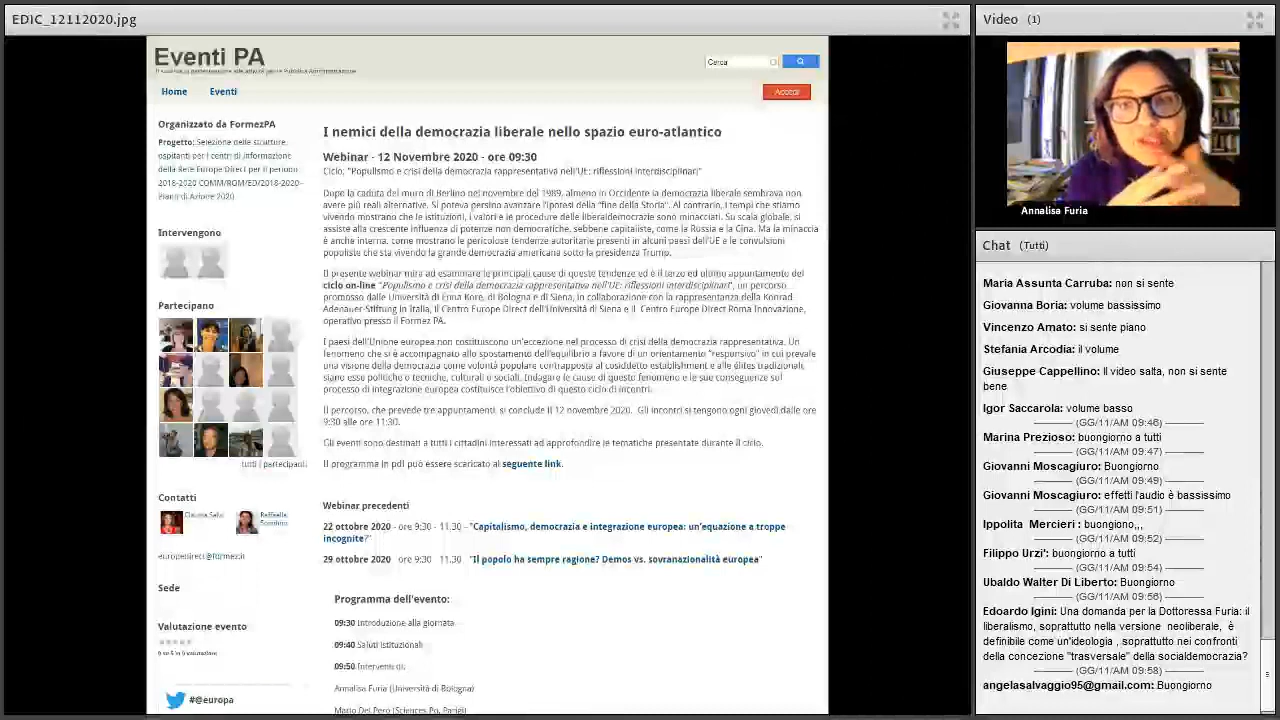 EDIC_12112020.jpg
Eventi PA
Cerca
Home
Eventi
Accedi
Organizzato da FormezPA
Progetto: Selezione delle strutture
ospitanti per i centri di informazione
della Rete Europe Direct per il periodo
2018-2020 COMM/ROM/ED/2018-2020 -
Piano di Azione 2020)
Intervengono
Partecipano
tutti i partecipanti
Contatti
Claudia Salvi
Raffaella
europedirect@formez.it
Sede
Valutazione evento
#@europa
I nemici della democrazia liberale nello spazio euro-atlantico
Webinar - 12 Novembre 2020 - ore 09:30
Ciclo. "Populismo e crisi della democrazia rappresentativa nell'UE: riflessioni interdisciplinari"
Dopo la caduta del muro di Berlino nel novembre del 1989, almeno in Occidente la democrazia liberale sembrava non
avere più reali alternative. Si poteva persino avanzare l'ipotesi della "fine della Storia". Al contrario, i tempi che stiamo
vivendo mostrano che le istituzioni, i valori e le procedure delle liberaldemocrazie sono minacciati. Su scala globale, si
assiste alla crescente influenza di potenze non democratiche, sebbene capitaliste, come la Russia e la Cina. Ma la minaccia
è anche interna, come mostrano le pericolose tendenze autoritarie presenti in alcuni paesi dell'UE e le convulsioni
populiste che sta vivendo la grande democrazia americana sotto la presidenza Trump.
Il presente webinar mira ad esaminare le principali cause di queste tendenze ed è il terzo ed ultimo appuntamento del
ciclo on-line "Populismo e crisi della democrazia rappresentativa nell'UE: riflessioni interdisciplinari", un percorso
promosso dalle Università di Enna Kore, di Bologna e di Siena, in collaborazione con la rappresentanza della Konrad
Adenauer-Stiftung in Italia, il Centro Europe Direct dell'Università di Siena e il Centro Europe Direct Roma Innovazione,
operativo presso il Formez PA.
I paesi dell'Unione europea non costituiscono un'eccezione nel processo di crisi della democrazia rappresentativa. Un
fenomeno che si è accompagnato allo spostamento dell'equilibrio a favore di un orientamento "responsivo" in cui prevale
una visione della democrazia come volontà popolare contrapposta al cosiddetto establishment e alle élites tradizionali,
siano esse politiche o tecniche, culturali o sociali. Indagare le cause di questo fenomeno e le sue conseguenze sul
processo di integrazione europea costituisce l'obiettivo di questo ciclo di incontri.
Il percorso, che prevede tre appuntamenti, si conclude il 12 novembre 2020. Gli incontri si tengono ogni giovedì dalle ore
9:30 alle ore 11:30.
Gli eventi sono destinati a tutti i cittadini interessati ad approfondire le tematiche presentate durante il ciclo.
Il programma in pdf può essere scaricato al seguente link.
Webinar precedenti
22 ottobre 2020 - ore 9:30 - 11.30 - "Capitalismo, democrazia e integrazione europea: un'equazione a troppe
incognite?"
29 ottobre 2020 ore 9:30 11.30 "Il popolo ha sempre ragione? Demos vs. sovranazionalità europea"
Programma dell'evento:
09:30 Introduzione alla giornata
09:40 Saluti istituzionali
09:50 Interventi di:
Annalisa Furia (Università di Bologna)
Mario Del Pero (Sciences Po, Parigi)
Video (1)
Annalisa Furia
Chat (Tutti)
Maria Assunta Carruba: non si sente
Giovanna Boria: volume bassissimo
Vincenzo Amato: si sente piano
Stefania Arcodia: il volume
Giuseppe Cappellino: Il video salta, non si sente
bene
Igor Saccarola: volume basso
(GG/11/AM 09:46)
Marina Prezioso: buongiorno a tutti
(GG/11/AM 09:47)
Giovanni Moscagiuro: Buongiorno
(GG/11/AM 09:49)
Giovanni Moscagiuro: effetti l'audio è bassissimo
(GG/11/AM 09:51)
Ippolita Mercieri : buongiono,,,
(GG/11/AM 09:52)
Filippo Urzi': buongiorno a tutti
(GG/11/AM 09:54)
Ubaldo Walter Di Liberto: Buongiorno
(GG/11/AM 09:56)
Edoardo Igini: Una domanda per la Dottoressa Furia: il
liberalismo, soprattutto nella versione neoliberale, è
definibile come un'ideologia , soprattutto nei confronti
della concezione "trasversale" della socialdemocrazia?
(GG/11/AM 09:58)
angelasalvaggio95@gmail.com: Buongiorno